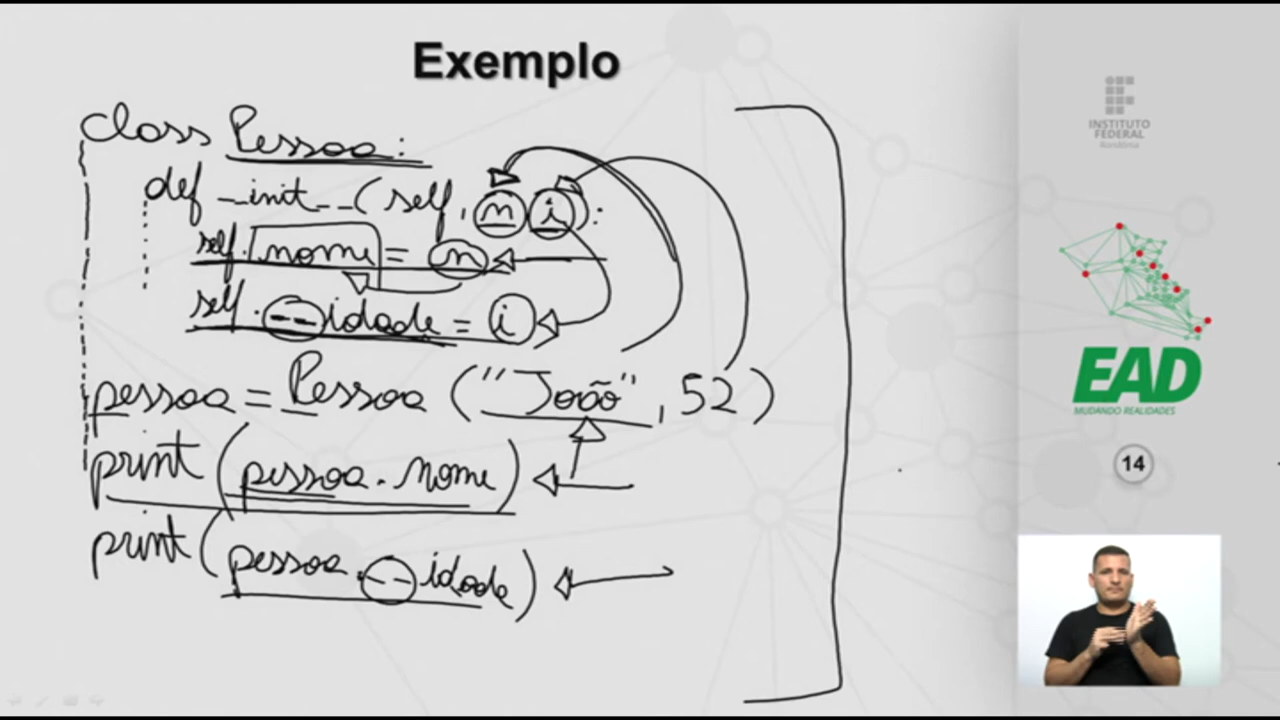 Exemplo
class Pessoa:
def __init__(self, n i):
self.nome = n
self.__idade = i
pessoa = Pessoa ("João", 52)
print (pessoa.nome)
print (pessoa.__idade)
INSTITUTO
FEDERAL
Rondônia
EAD
MUDANDO REALIDADES
14